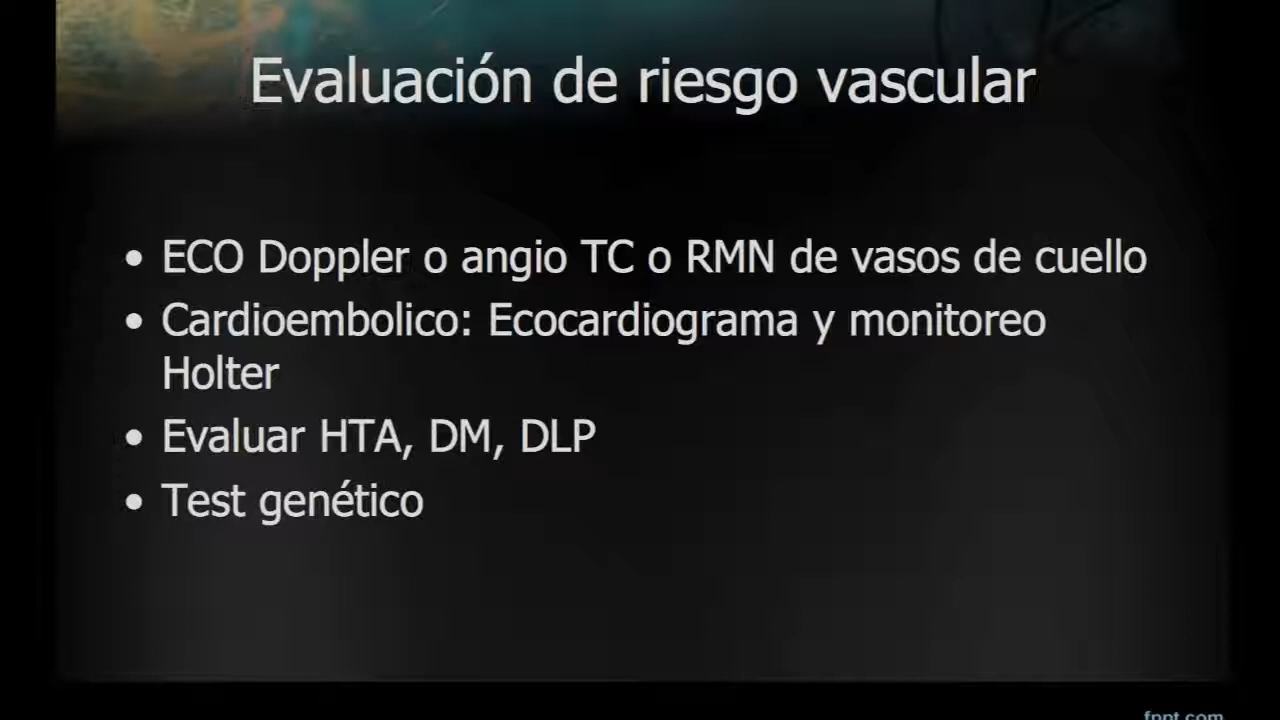 Evaluación de riesgo vascular
• ECO Doppler o angio TC o RMN de vasos de cuello
• Cardioembolico: Ecocardiograma y monitoreo
Holter
• Evaluar HTA, DM, DLP
• Test genético
fppt.com